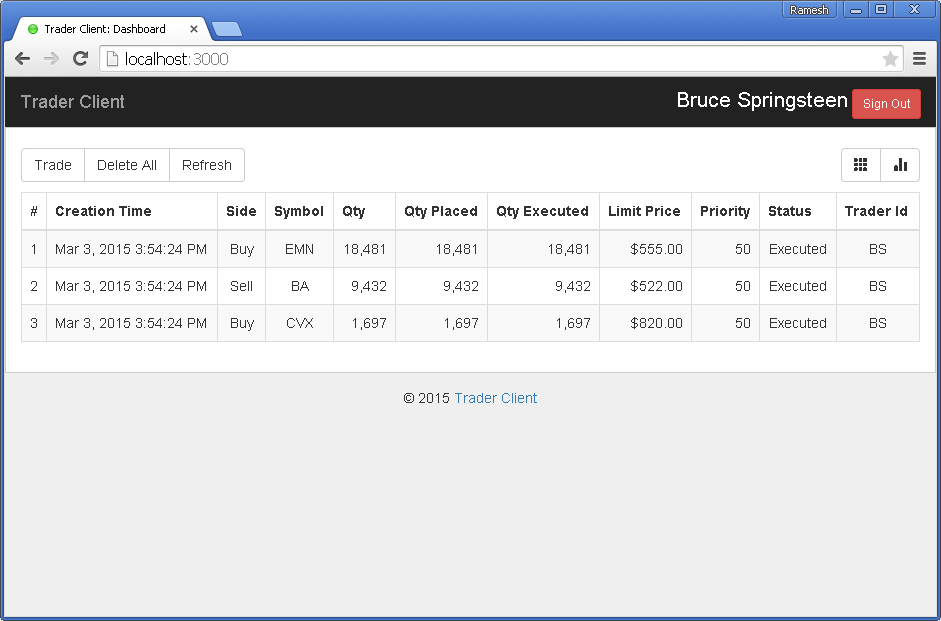 Ramesh
Trader Client: Dashboard
localhost:3000
Trader Client Bruce Springsteen Sign Out
Trade Delete All Refresh
# Creation Time Side Symbol Qty Qty Placed Qty Executed Limit Price Priority Status Trader Id
1 Mar 3, 2015 3:54:24 PM Buy EMN 18,481 18,481 18,481 $555.00 50 Executed BS
2 Mar 3, 2015 3:54:24 PM Sell BA 9,432 9,432 9,432 $522.00 50 Executed BS
3 Mar 3, 2015 3:54:24 PM Buy CVX 1,697 1,697 1,697 $820.00 50 Executed BS
© 2015 Trader Client